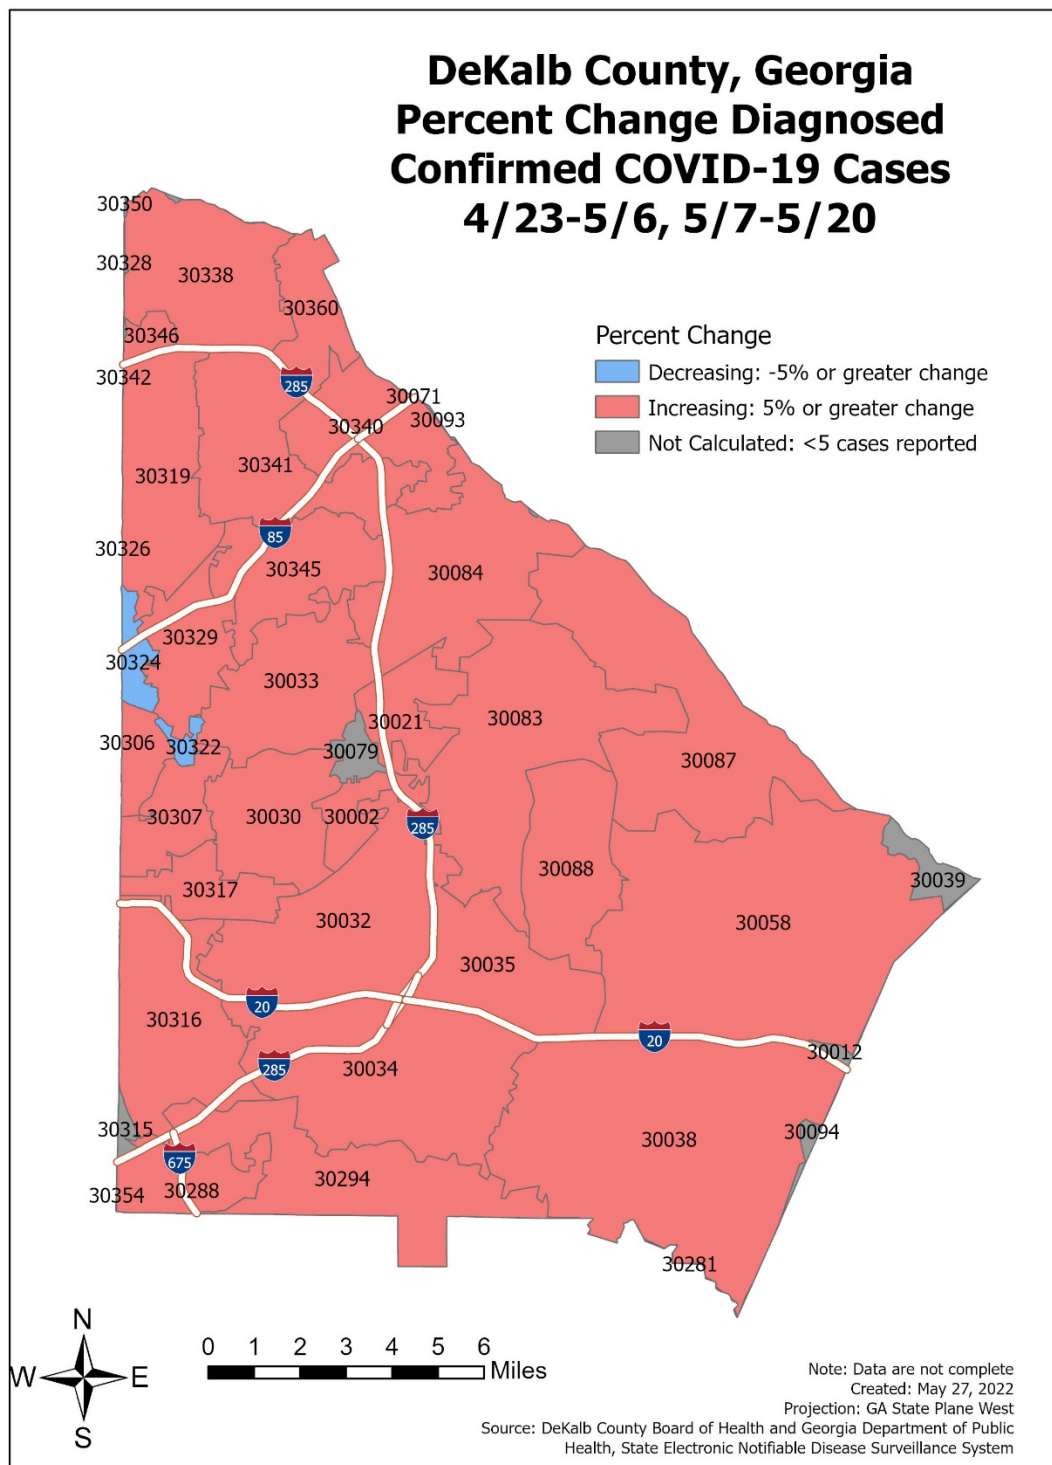 DeKalb County, Georgia
Percent Change Diagnosed
Confirmed COVID-19 Cases
4/23-5/6, 5/7-5/20
30350
30328
30338
30360
30346
30342
285
30071
30093
30340
30341
30319
Percent Change
Decreasing: -5% or greater change
Increasing: 5% or greater change
Not Calculated: <5 cases reported
85
30326
30345
30084
30329
30324
30033
30021
30083
30306
30322
30079
30087
30307
30030
30002
285
30088
30317
30039
30032
30058
30035
20
30316
20
30012
285
30034
30315
30038
30094
675
30354
30288
30294
30281
N
W
E
S
0 1 2 3 4 5 6
Miles
Note: Data are not complete
Created: May 27, 2022
Projection: GA State Plane West
Source: DeKalb County Board of Health and Georgia Department of Public
Health, State Electronic Notifiable Disease Surveillance System